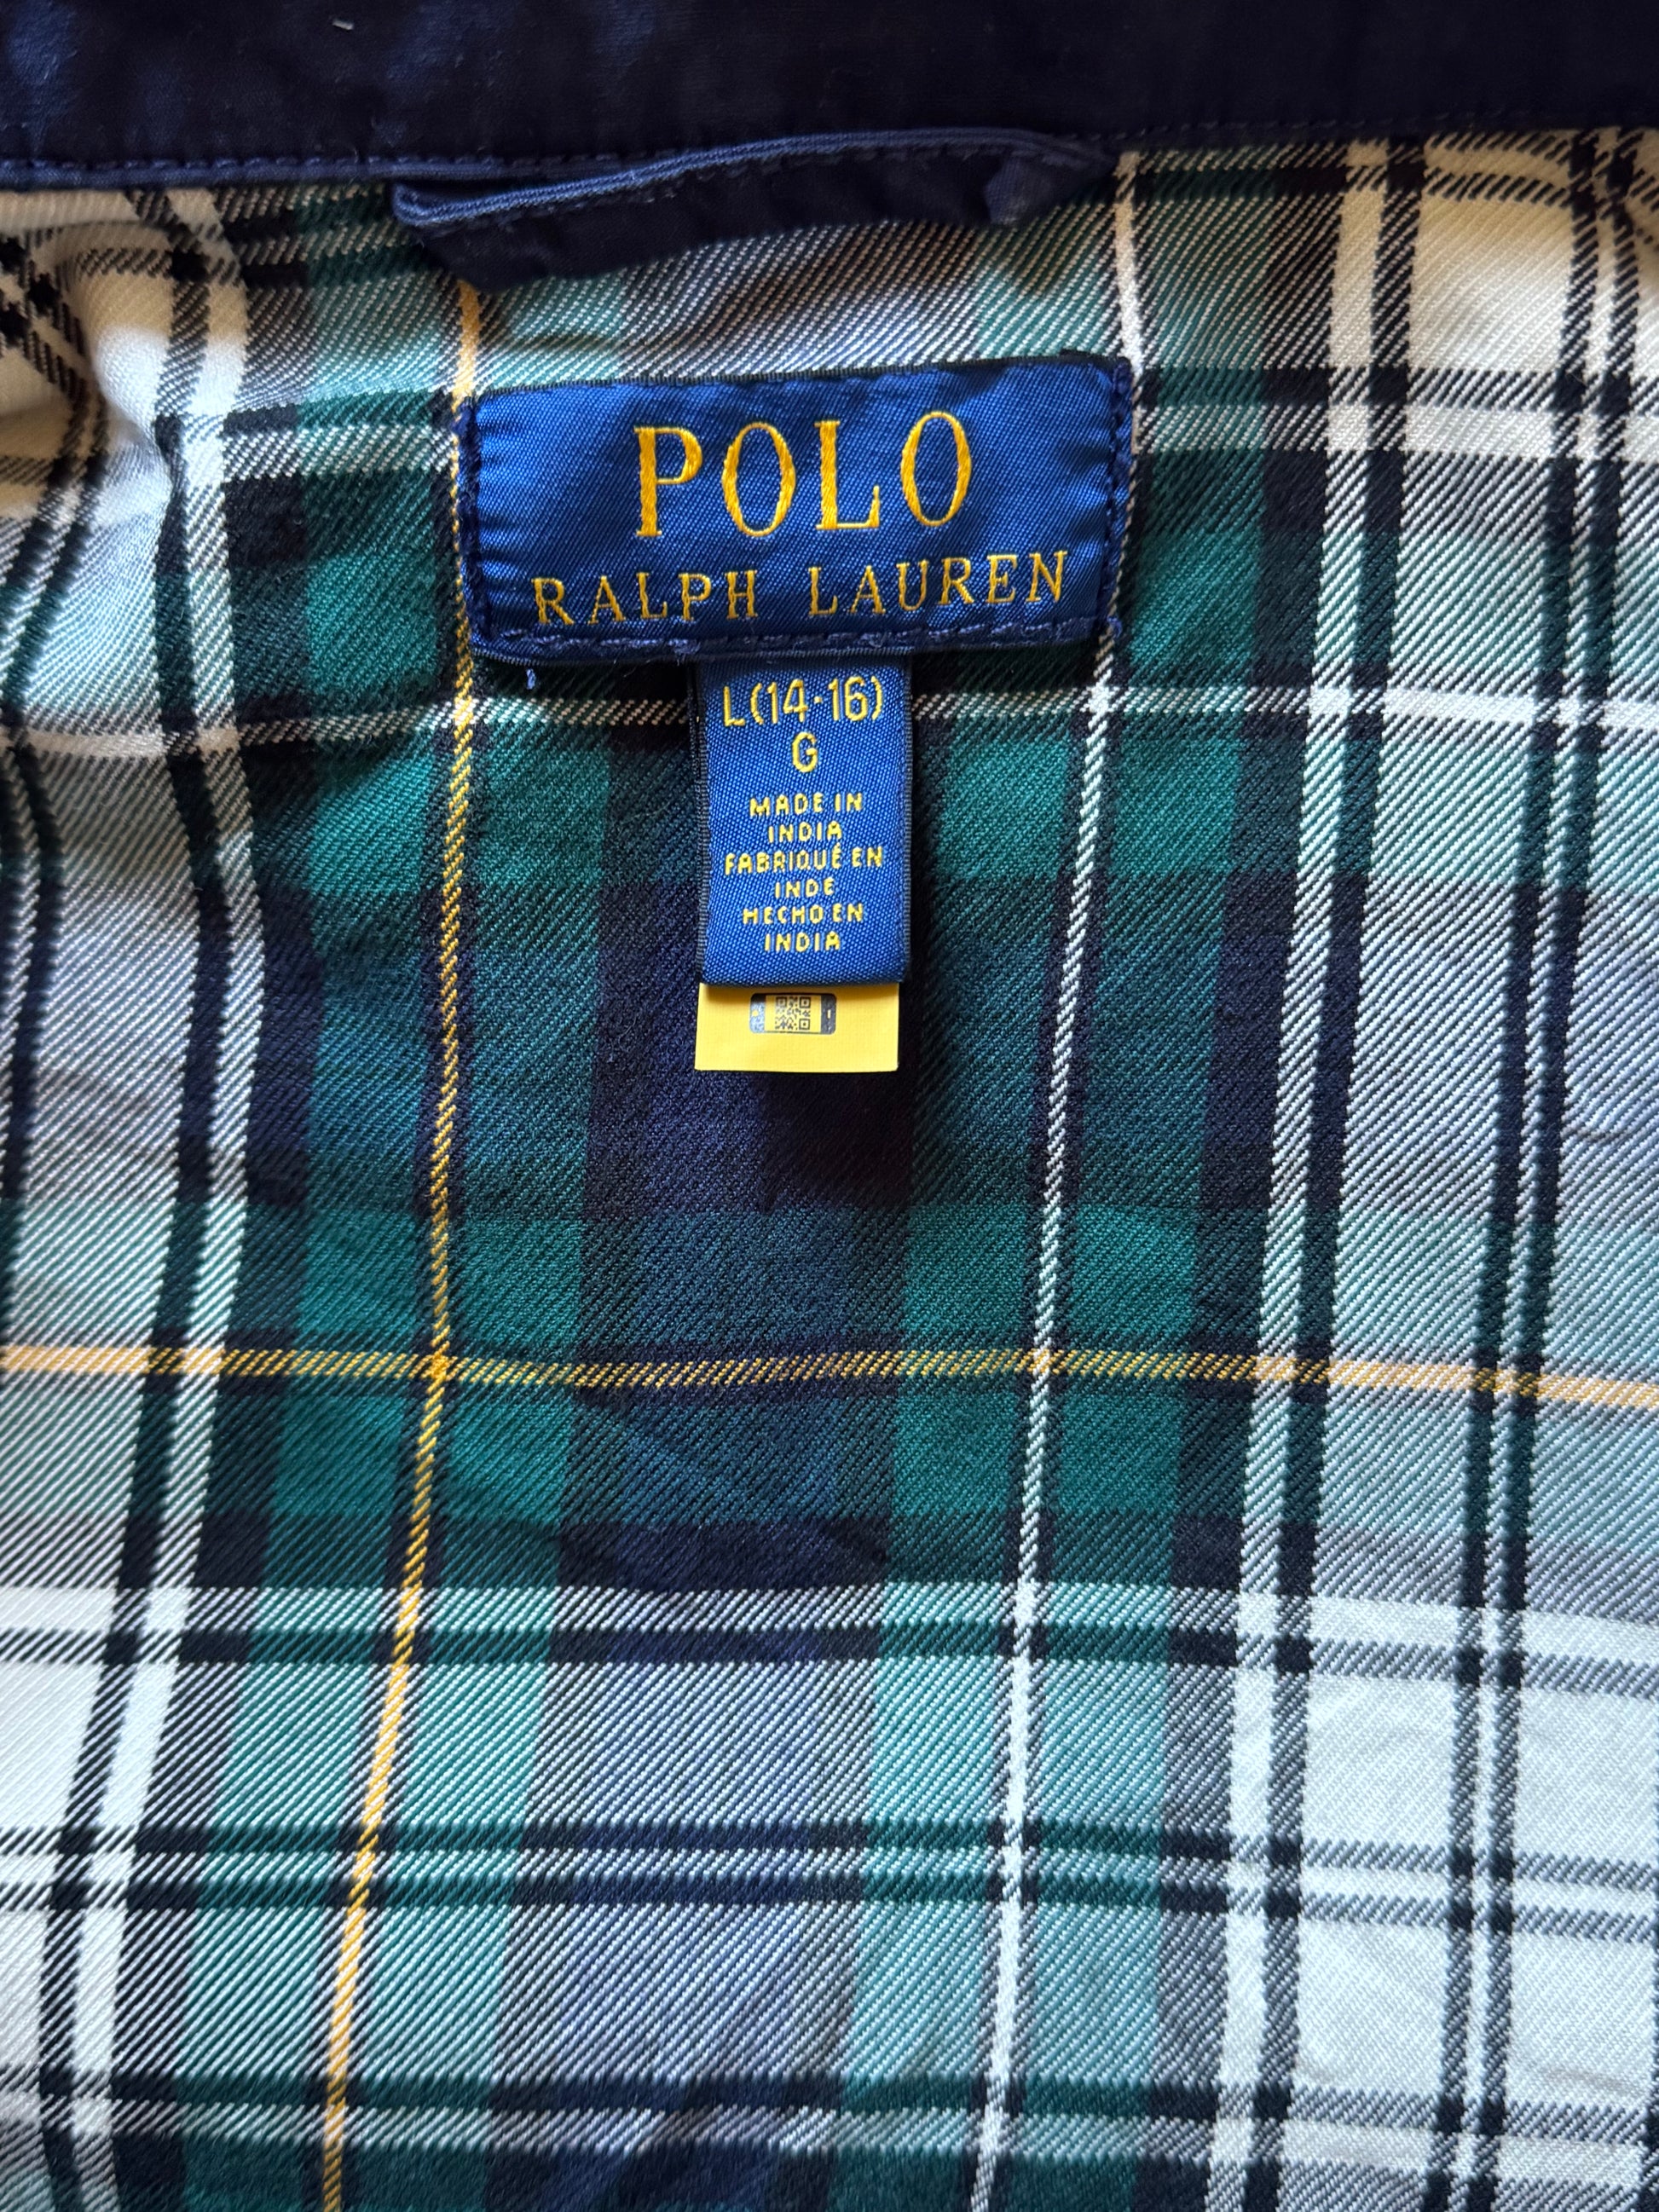 POLO
RALPH LAUREN
L(14-16)
G
MADE IN
INDIA
FABRIQUÉ EN
INDE
HECHO EN
INDIA